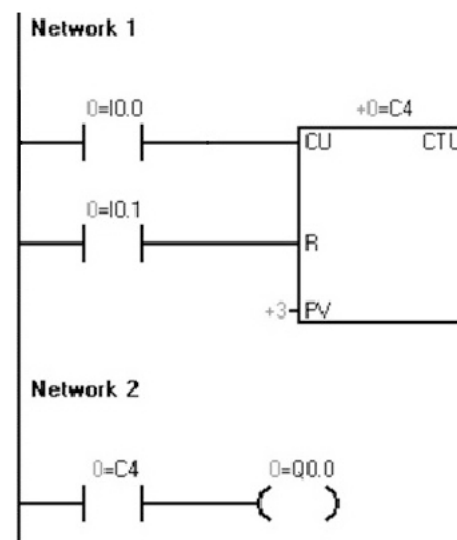 Network 1
0=I0.0
+0=C4
CU CTU
0=I0.1
R
+3 PV
Network 2
0=C4 0=Q0.0